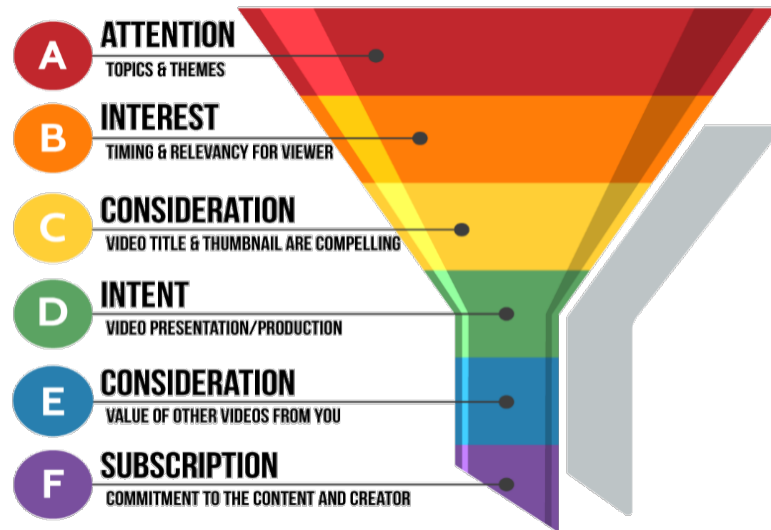 A
ATTENTION
TOPICS & THEMES
B
INTEREST
TIMING & RELEVANCY FOR VIEWER
C
CONSIDERATION
VIDEO TITLE & THUMBNAIL ARE COMPELLING
D
INTENT
VIDEO PRESENTATION/PRODUCTION
E
CONSIDERATION
VALUE OF OTHER VIDEOS FROM YOU
F
SUBSCRIPTION
COMMITMENT TO THE CONTENT AND CREATOR